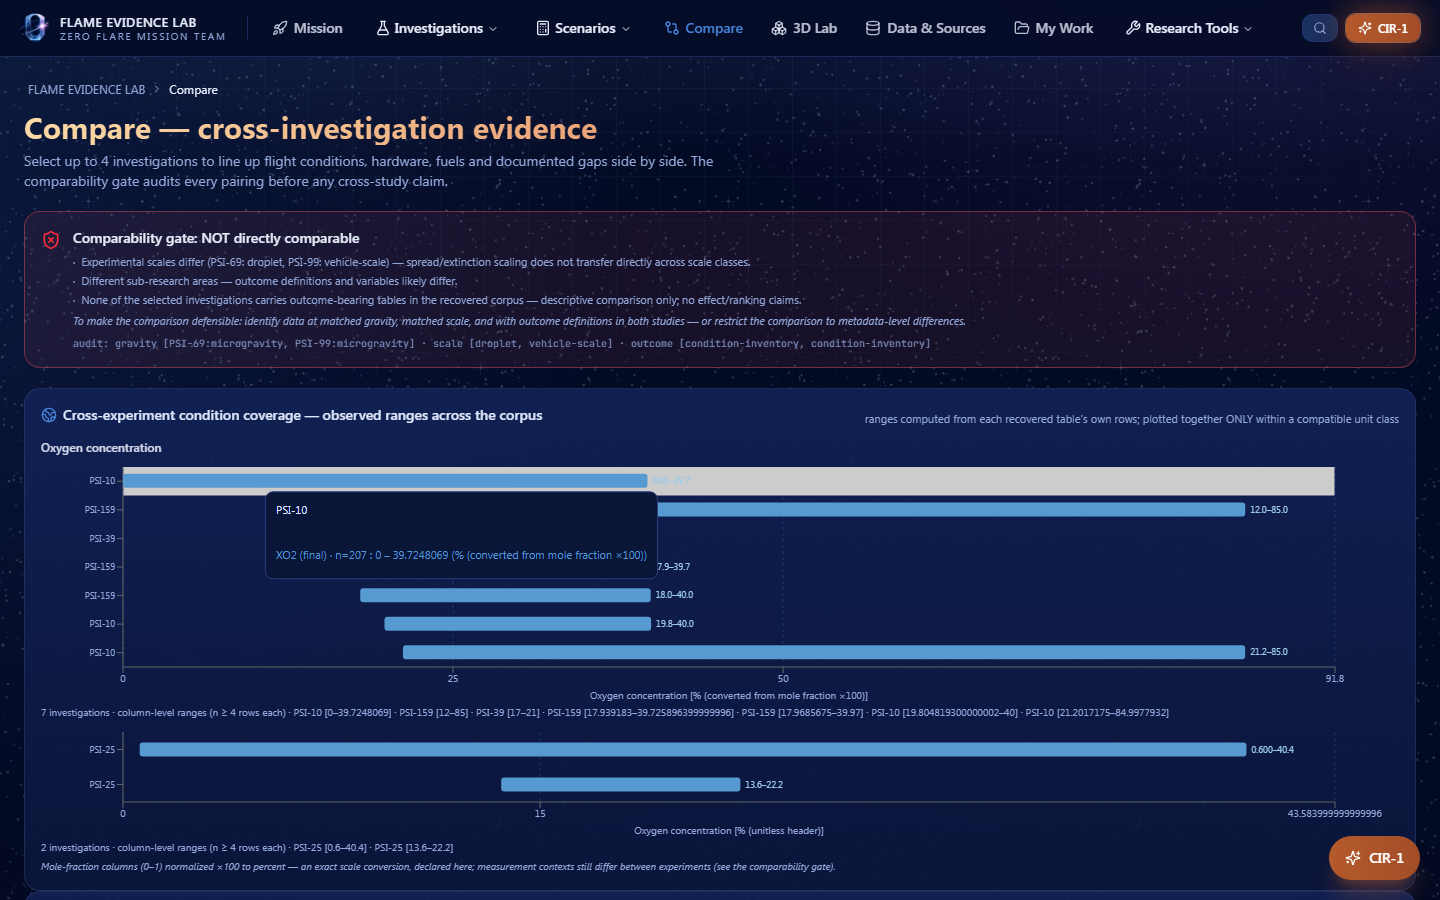 FLAME EVIDENCE LAB
ZERO FLARE MISSION TEAM
Mission
Investigations
Scenarios
Compare
3D Lab
Data & Sources
My Work
Research Tools
CIR-1
FLAME EVIDENCE LAB > Compare
Compare — cross-investigation evidence
Select up to 4 investigations to line up flight conditions, hardware, fuels and documented gaps side by side. The
comparability gate audits every pairing before any cross-study claim.
Comparability gate: NOT directly comparable
· Experimental scales differ (PSI-69: droplet, PSI-99: vehicle-scale) — spread/extinction scaling does not transfer directly across scale classes.
· Different sub-research areas — outcome definitions and variables likely differ.
· None of the selected investigations carries outcome-bearing tables in the recovered corpus — descriptive comparison only; no effect/ranking claims.
To make the comparison defensible: identify data at matched gravity, matched scale, and with outcome definitions in both studies — or restrict the comparison to metadata-level differences.
audit: gravity [PSI-69:microgravity, PSI-99:microgravity] · scale [droplet, vehicle-scale] · outcome [condition-inventory, condition-inventory]
Cross-experiment condition coverage — observed ranges across the corpus
ranges computed from each recovered table's own rows; plotted together ONLY within a compatible unit class
Oxygen concentration
PSI-10
0.00–39.7
PSI-159
12.0–85.0
PSI-10
XO2 (final) · n=207 : 0 – 39.7248069 (% (converted from mole fraction ×100))
PSI-39
PSI-159
7.9–39.7
PSI-159
18.0–40.0
PSI-10
19.8–40.0
PSI-10
21.2–85.0
0
25
50
91.8
Oxygen concentration [% (converted from mole fraction ×100)]
7 investigations · column-level ranges (n ≥ 4 rows each) · PSI-10 [0–39.7248069] · PSI-159 [12–85] · PSI-39 [17–21] · PSI-159 [17.939183–39.725896399999996] · PSI-159 [17.9685675–39.97] · PSI-10 [19.804819300000002–40] · PSI-10 [21.2017175–84.9977932]
PSI-25
0.600–40.4
PSI-25
13.6–22.2
0
15
43.583999999999996
Oxygen concentration [% (unitless header)]
2 investigations · column-level ranges (n ≥ 4 rows each) · PSI-25 [0.6–40.4] · PSI-25 [13.6–22.2]
Mole-fraction columns (0–1) normalized ×100 to percent — an exact scale conversion, declared here; measurement contexts still differ between experiments (see the comparability gate).
CIR-1